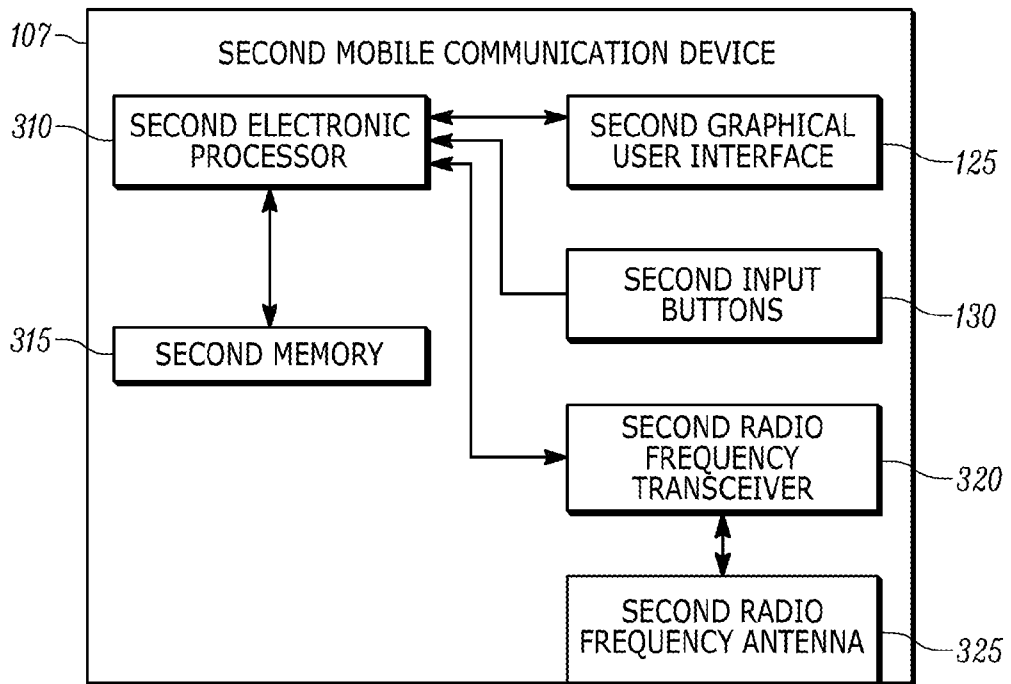 107
SECOND MOBILE COMMUNICATION DEVICE
310
SECOND ELECTRONIC
PROCESSOR
SECOND GRAPHICAL
USER INTERFACE
125
SECOND INPUT
BUTTONS
130
315
SECOND MEMORY
SECOND RADIO
FREQUENCY
TRANSCEIVER
320
SECOND RADIO
FREQUENCY ANTENNA
325